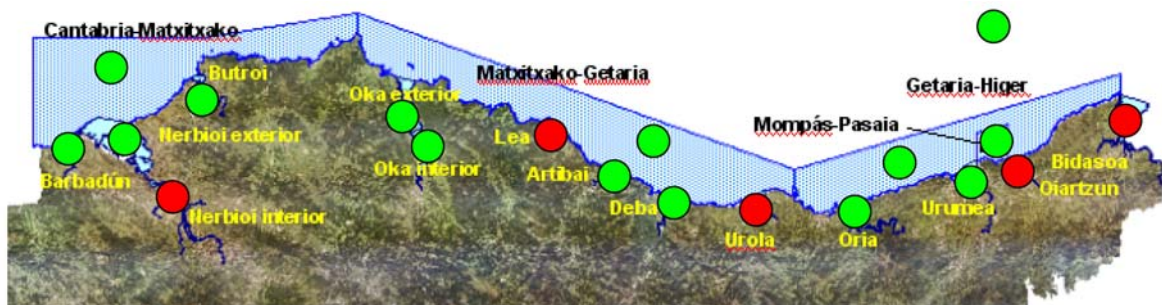 Cantabria-Matxitxako
Butroi
Matxitxako-Getaria
Getaria-Higer
Oka exterior
Mompás-Pasaia
Nerbioi exterior
Lea
Barbadún
Oka interior
Artibai
Bidasoa
Oiartzun
Nerbioi interior
Deba
Urumea
Urola
Oria